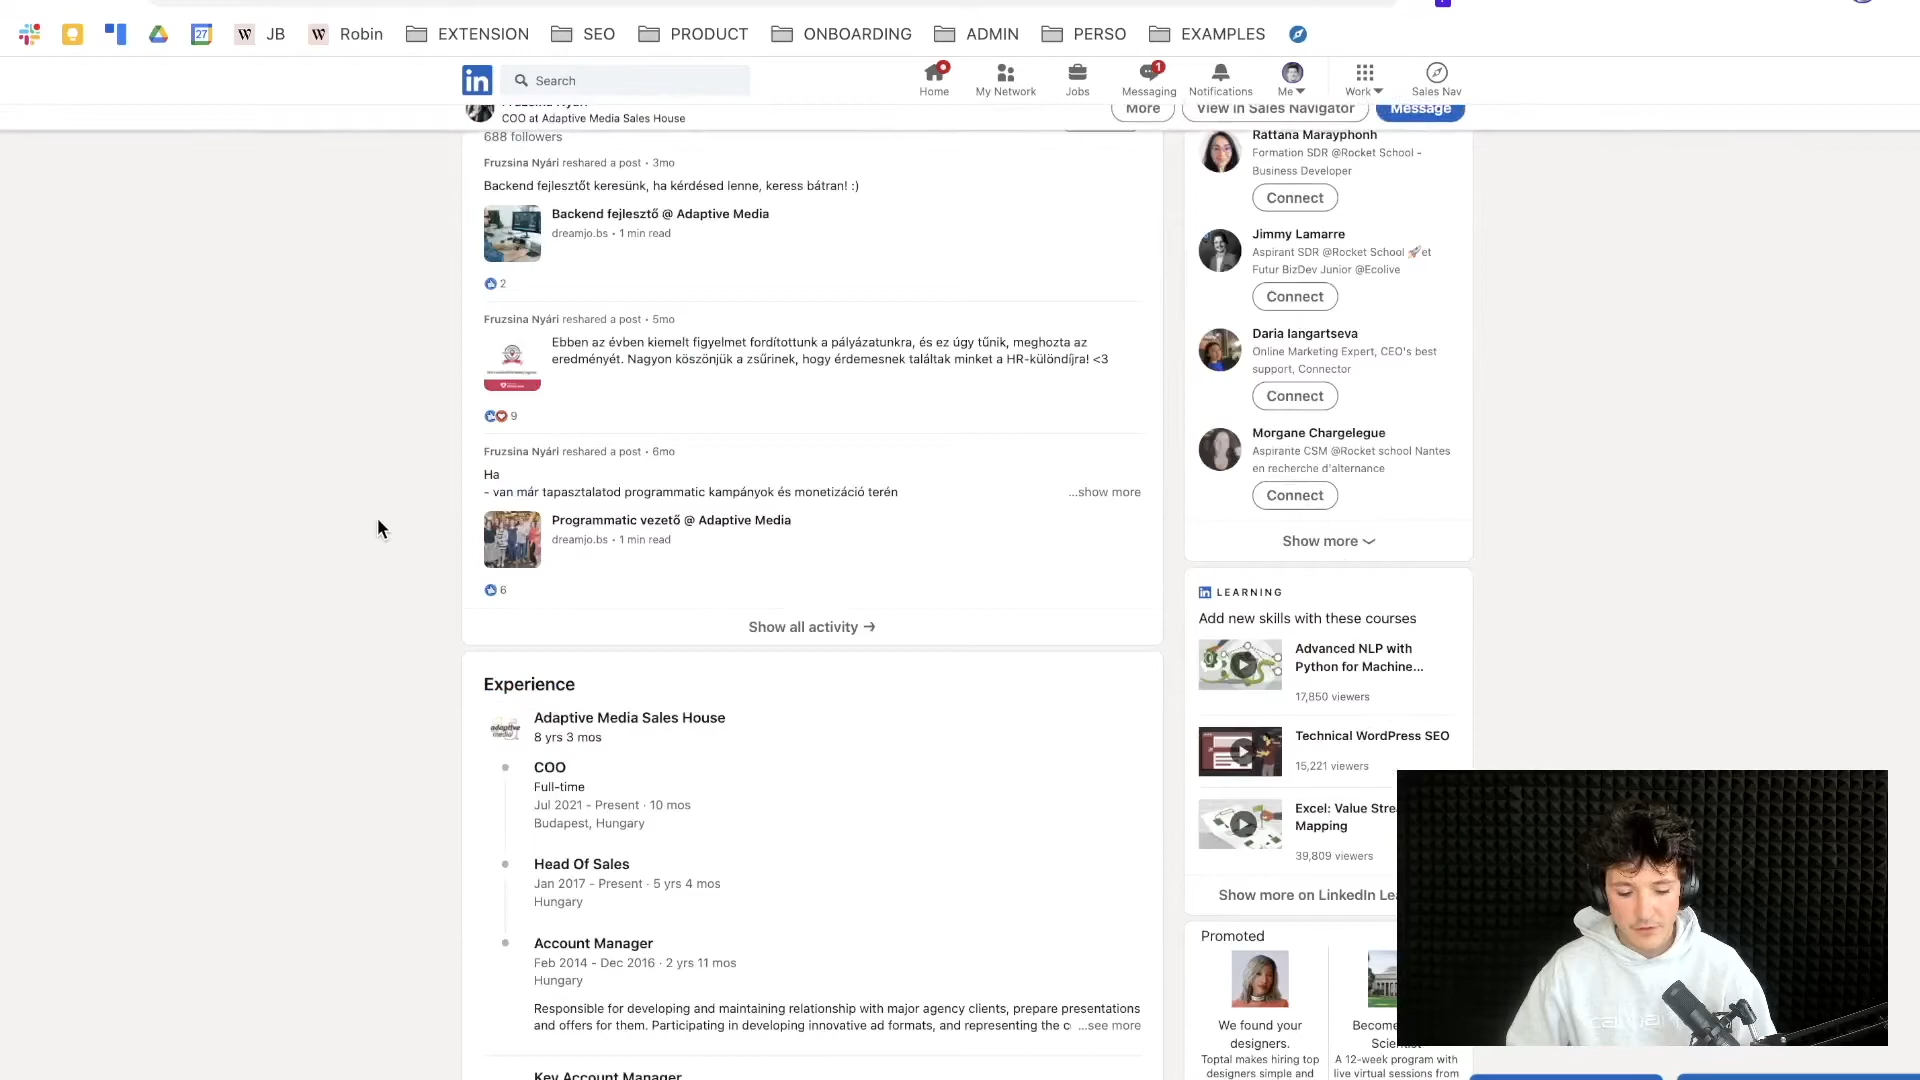 JB
Robin
EXTENSION
SEO
PRODUCT
ONBOARDING
ADMIN
PERSO
EXAMPLES
27
Search
Home
My Network
Jobs
1
Messaging
Notifications
Me
Work
Sales Nav
Fruzsina Nyári
COO at Adaptive Media Sales House
More
View in Sales Navigator
Message
688 followers
Fruzsina Nyári reshared a post • 3mo
Backend fejlesztőt keresünk, ha kérdésed lenne, keress bátran! :)
Backend fejlesztő @ Adaptive Media
dreamjo.bs • 1 min read
2
Fruzsina Nyári reshared a post • 5mo
Ebben az évben kiemelt figyelmet fordítottunk a pályázatunkra, és ez úgy tűnik, meghozta az
eredményét. Nagyon köszönjük a zsűrinek, hogy érdemesnek találtak minket a HR-különdíjra! <3
9
Fruzsina Nyári reshared a post • 6mo
Ha
- van már tapasztalatod programmatic kampányok és monetizáció terén
...show more
Programmatic vezető @ Adaptive Media
dreamjo.bs • 1 min read
6
Show all activity →
Experience
adaptive media
Adaptive Media Sales House
8 yrs 3 mos
COO
Full-time
Jul 2021 - Present · 10 mos
Budapest, Hungary
Head Of Sales
Jan 2017 - Present · 5 yrs 4 mos
Hungary
Account Manager
Feb 2014 - Dec 2016 · 2 yrs 11 mos
Hungary
Responsible for developing and maintaining relationship with major agency clients, prepare presentations
and offers for them. Participating in developing innovative ad formats, and representing the c ...see more
Key Account Manager
Rattana Marayphonh
Formation SDR @Rocket School -
Business Developer
Connect
Jimmy Lamarre
Aspirant SDR @Rocket School 🚀et
Futur BizDev Junior @Ecolive
Connect
Daria Iangartseva
Online Marketing Expert, CEO's best
support, Connector
Connect
Morgane Chargelegue
Aspirante CSM @Rocket school Nantes
en recherche d'alternance
Connect
Show more
in LEARNING
Add new skills with these courses
Advanced NLP with
Python for Machine...
17,850 viewers
Technical WordPress SEO
15,221 viewers
Excel: Value Stre
Mapping
39,809 viewers
Show more on LinkedIn Lea
Promoted
We found your
designers.
Toptal makes hiring top
designers simple and
Become
Scien
A 12-week program with
live virtual sessions from